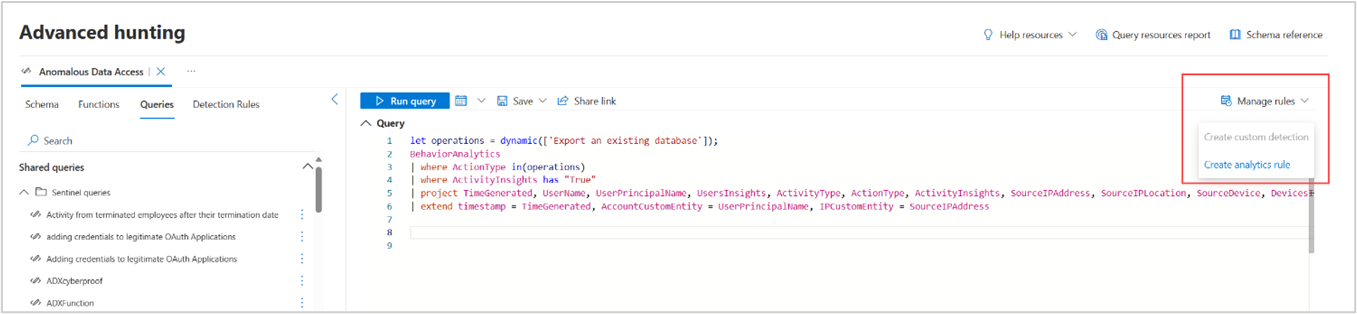 Advanced hunting
Help resources
Query resources report
Schema reference
Anomalous Data Access
...
Schema
Functions
Queries
Detection Rules
Run query
Save
Share link
Manage rules
Create custom detection
Create analytics rule
Search
Shared queries
Sentinel queries
Activity from terminated employees after their termination date
adding credentials to legitimate OAuth Applications
Adding credentials to legitimate OAuth Applications
ADXcyberproof
ADXFunction
Query
1 let operations = dynamic(['Export an existing database']);
2 BehaviorAnalytics
3 | where ActionType in(operations)
4 | where ActivityInsights has "True"
5 | project TimeGenerated, UserName, UserPrincipalName, UsersInsights, ActivityType, ActionType, ActivityInsights, SourceIPAddress, SourceIPLocation, SourceDevice, DevicesI
6 | extend timestamp = TimeGenerated, AccountCustomEntity = UserPrincipalName, IPCustomEntity = SourceIPAddress
7
8
9